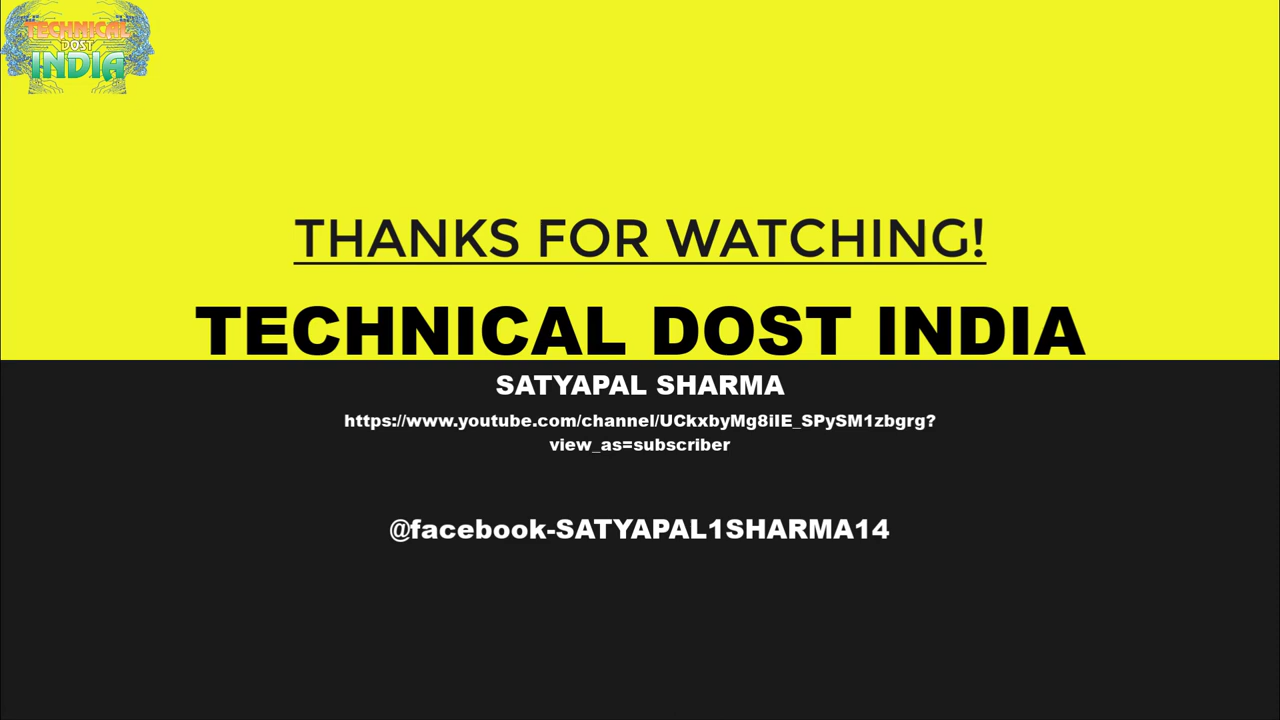 TECHNICAL
DOST
INDIA
THANKS FOR WATCHING!
TECHNICAL DOST INDIA
SATYAPAL SHARMA
https://www.youtube.com/channel/UCkxbyMg8iIE_SPySM1zbgrg?
view_as=subscriber
@facebook-SATYAPAL1SHARMA14